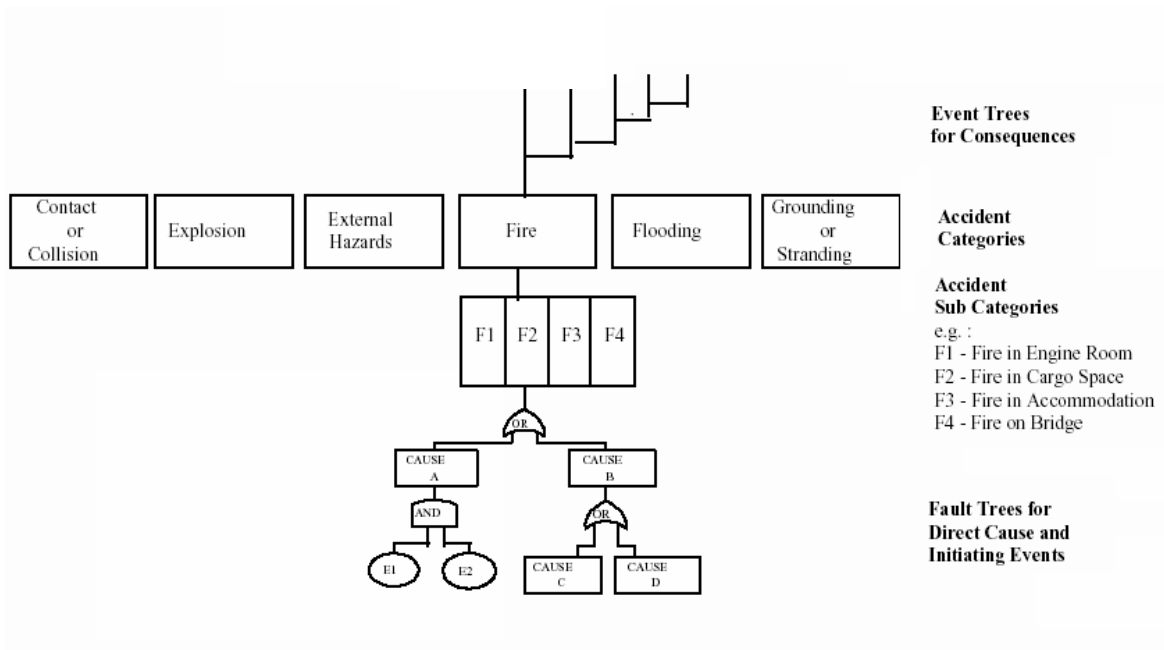 Event Trees
for Consequences
Contact
or
Collision
Explosion
External
Hazards
Fire
Flooding
Grounding
or
Stranding
Accident
Categories
Accident
Sub Categories
e.g. :
F1 - Fire in Engine Room
F2 - Fire in Cargo Space
F3 - Fire in Accommodation
F4 - Fire on Bridge
F1
F2
F3
F4
OR
CAUSE
A
CAUSE
B
AND
OR
E1
E2
CAUSE
C
CAUSE
D
Fault Trees for
Direct Cause and
Initiating Events